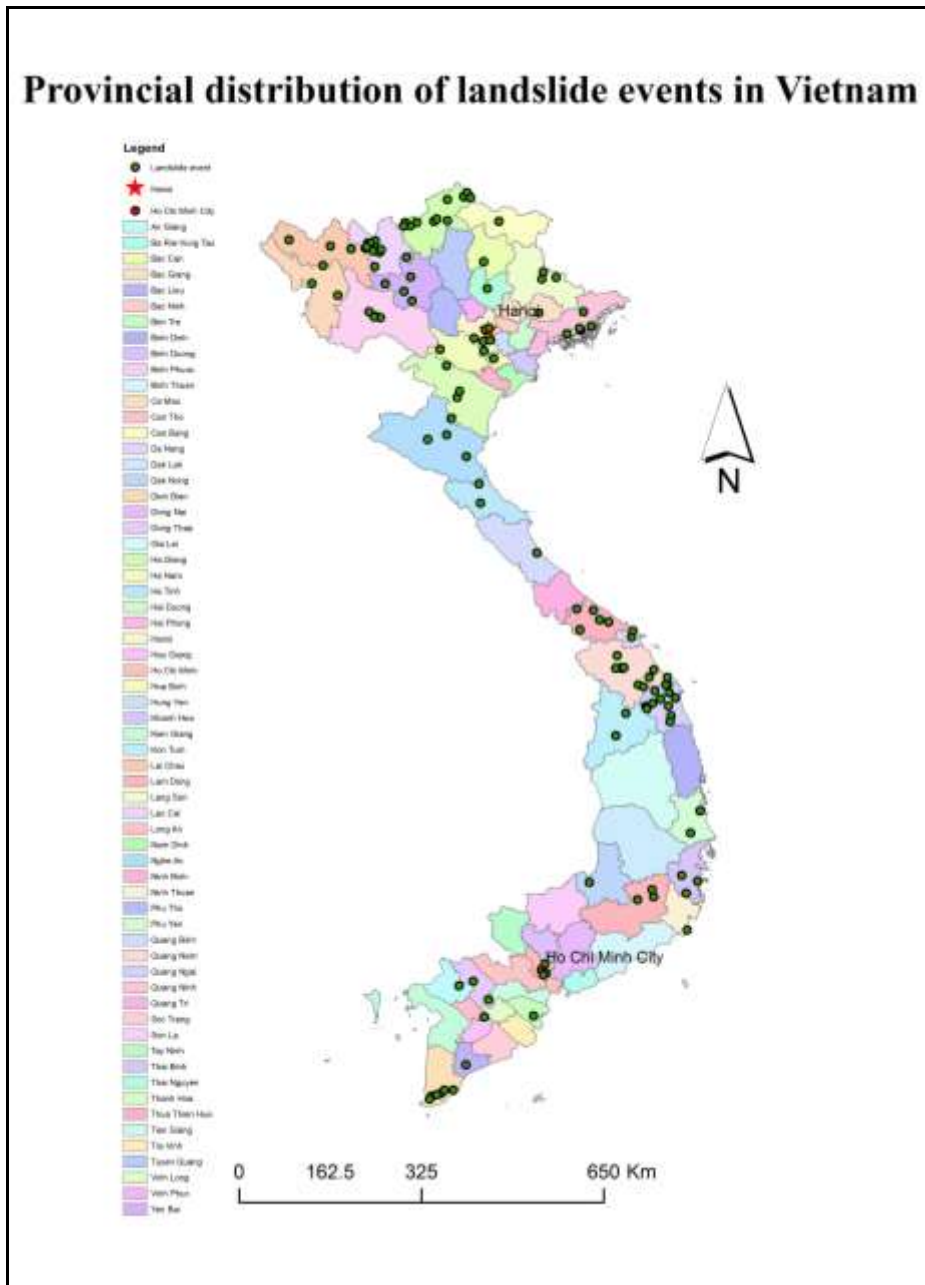 Provincial distribution of landslide events in Vietnam
Legend
Landslide event
Hanoi
Ho Chi Minh City
An Giang
Ba Ria-Vung Tau
Bac Can
Bac Giang
Bac Lieu
Bac Ninh
Ben Tre
Binh Dinh
Binh Duong
Binh Phuoc
Binh Thuan
Ca Mau
Can Tho
Cao Bang
Da Nang
Dak Lak
Dak Nong
Dien Bien
Dong Nai
Dong Thap
Gia Lai
Ha Giang
Ha Nam
Ha Tinh
Hai Duong
Hai Phong
Hanoi
Hau Giang
Ho Chi Minh
Hoa Binh
Hung Yen
Khanh Hoa
Kien Giang
Kon Tum
Lai Chau
Lam Dong
Lang Son
Lao Cai
Long An
Nam Dinh
Nghe An
Ninh Binh
Ninh Thuan
Phu Tho
Phu Yen
Quang Binh
Quang Nam
Quang Ngai
Quang Ninh
Quang Tri
Soc Trang
Son La
Tay Ninh
Thai Binh
Thai Nguyen
Thanh Hoa
Thua Thien Hue
Tien Giang
Tra Vinh
Tuyen Quang
Vinh Long
Vinh Phuc
Yen Bai
Hanoi
N
Ho Chi Minh City
0 162.5 325 650 Km